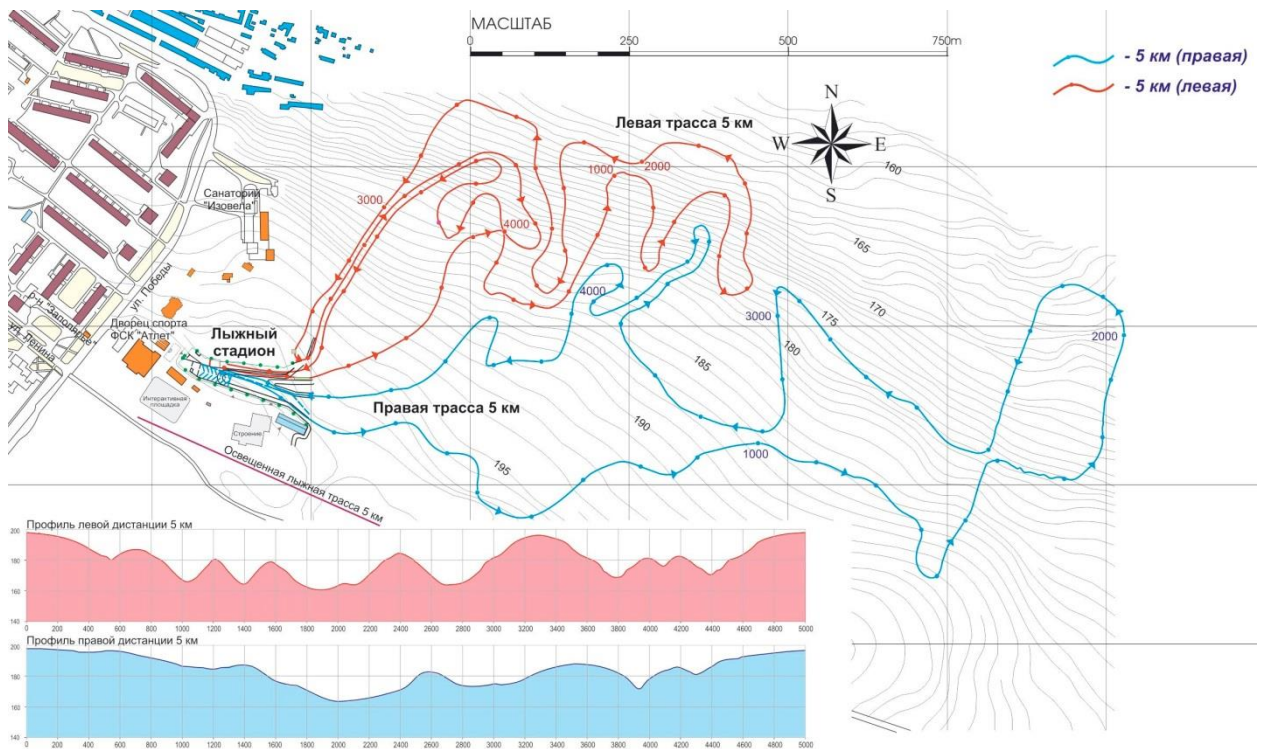 МАСШТАБ
0 250 500 750m
- 5 км (правая)
- 5 км (левая)
N
W E
S
Левая трасса 5 км
1000
2000
3000
4000
160
165
170
175
180
185
190
195
Санаторий
"Изовела"
ул. Победы
р-н "Заполярье"
ул. Ленина
Дворец спорта
ФСК "Атлет"
Лыжный
стадион
Интерактивная
площадка
Строение
Освещенная лыжная трасса 5 км
Правая трасса 5 км
1000
2000
3000
4000
Профиль левой дистанции 5 км
200
180
160
140
0 200 400 600 800 1000 1200 1400 1600 1800 2000 2200 2400 2600 2800 3000 3200 3400 3600 3800 4000 4200 4400 4600 4800 5000
Профиль правой дистанции 5 км
200
180
160
140
0 200 400 600 800 1000 1200 1400 1600 1800 2000 2200 2400 2600 2800 3000 3200 3400 3600 3800 4000 4200 4400 4600 4800 5000